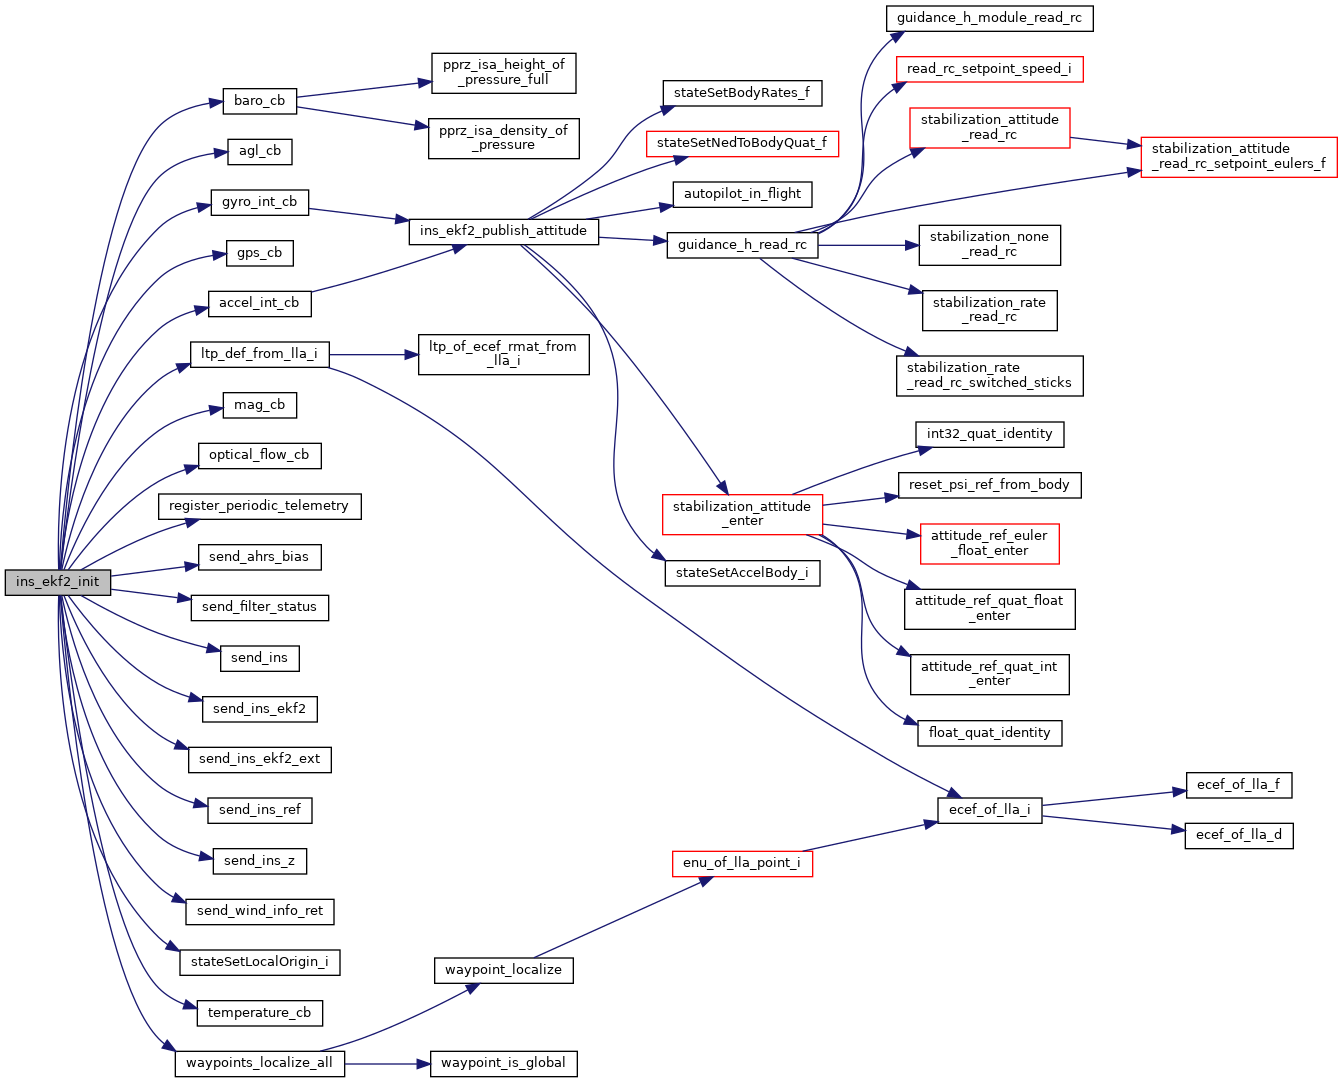 ins_ekf2_init
baro_cb
agl_cb
gyro_int_cb
gps_cb
accel_int_cb
ltp_def_from_lla_i
mag_cb
optical_flow_cb
register_periodic_telemetry
send_ahrs_bias
send_filter_status
send_ins
send_ins_ekf2
send_ins_ekf2_ext
send_ins_ref
send_ins_z
send_wind_info_ret
stateSetLocalOrigin_i
temperature_cb
waypoints_localize_all
pprz_isa_height_of
_pressure_full
pprz_isa_density_of
_pressure
ins_ekf2_publish_attitude
ltp_of_ecef_rmat_from
_lla_i
waypoint_localize
waypoint_is_global
stateSetBodyRates_f
stateSetNedToBodyQuat_f
autopilot_in_flight
guidance_h_read_rc
stabilization_attitude
_enter
stateSetAccelBody_i
enu_of_lla_point_i
guidance_h_module_read_rc
read_rc_setpoint_speed_i
stabilization_attitude
_read_rc
stabilization_none
_read_rc
stabilization_rate
_read_rc
stabilization_rate
_read_rc_switched_sticks
int32_quat_identity
reset_psi_ref_from_body
attitude_ref_euler
_float_enter
attitude_ref_quat_float
_enter
attitude_ref_quat_int
_enter
float_quat_identity
ecef_of_lla_i
stabilization_attitude
_read_rc_setpoint_eulers_f
ecef_of_lla_f
ecef_of_lla_d